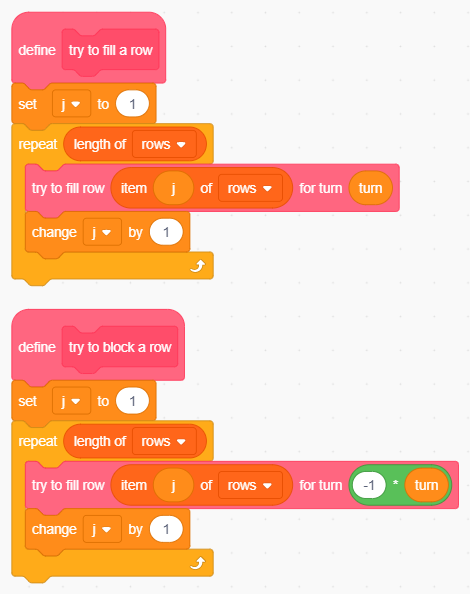 define try to fill a row
set j to 1
repeat length of rows
try to fill row item j of rows for turn turn
change j by 1
define try to block a row
set j to 1
repeat length of rows
try to fill row item j of rows for turn -1 * turn
change j by 1